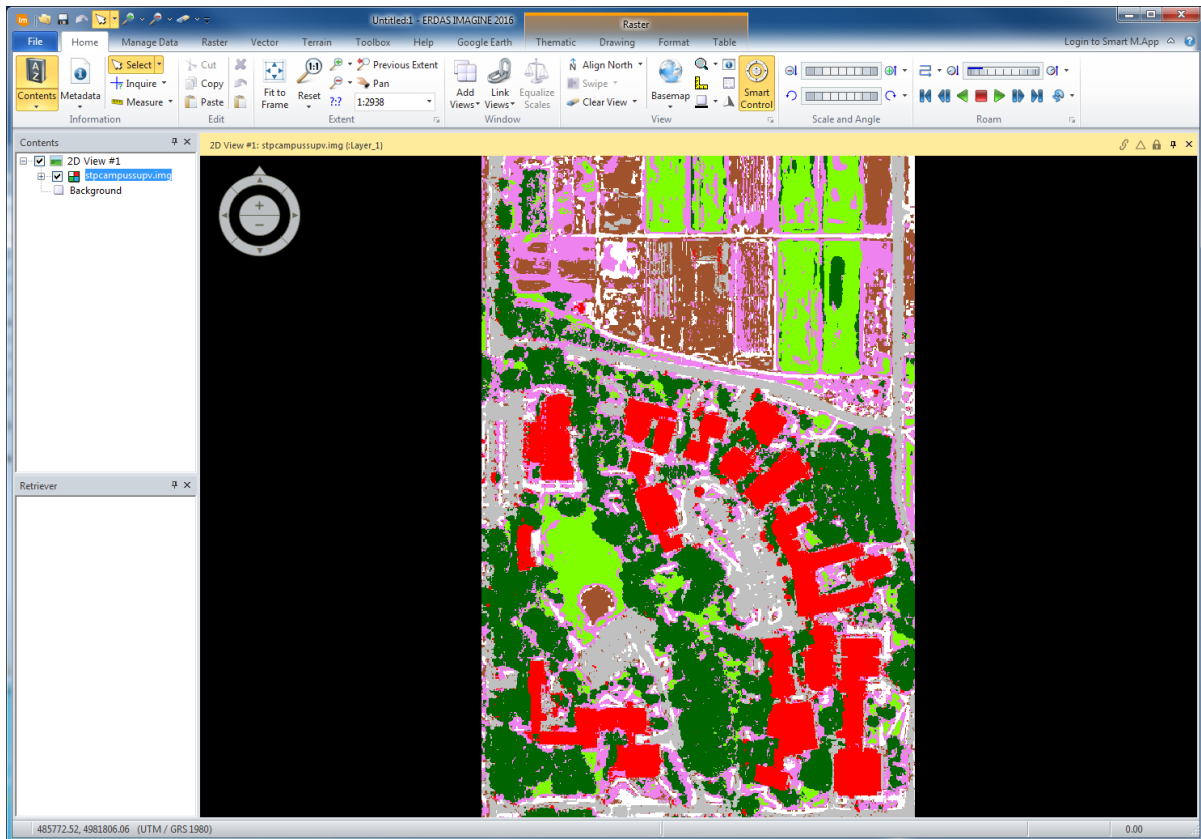 Untitled:1 - ERDAS IMAGINE 2016
Raster
File Home Manage Data Raster Vector Terrain Toolbox Help Google Earth Thematic Drawing Format Table Login to Smart M.App
Contents
Metadata
Select
Inquire
Measure
Information
Cut
Copy
Paste
Edit
Fit to Frame
1:1
Reset
?:?
Previous Extent
Pan
1:2938
Extent
Add Views
Link Views
Equalize Scales
Window
Align North
Swipe
Clear View
Basemap
Smart Control
View
Scale and Angle
Roam
Contents
2D View #1
stpcampussupv.img
Background
Retriever
2D View #1: stpcampussupv.img (:Layer_1)
485772.52, 4981806.06 (UTM / GRS 1980)
0.00